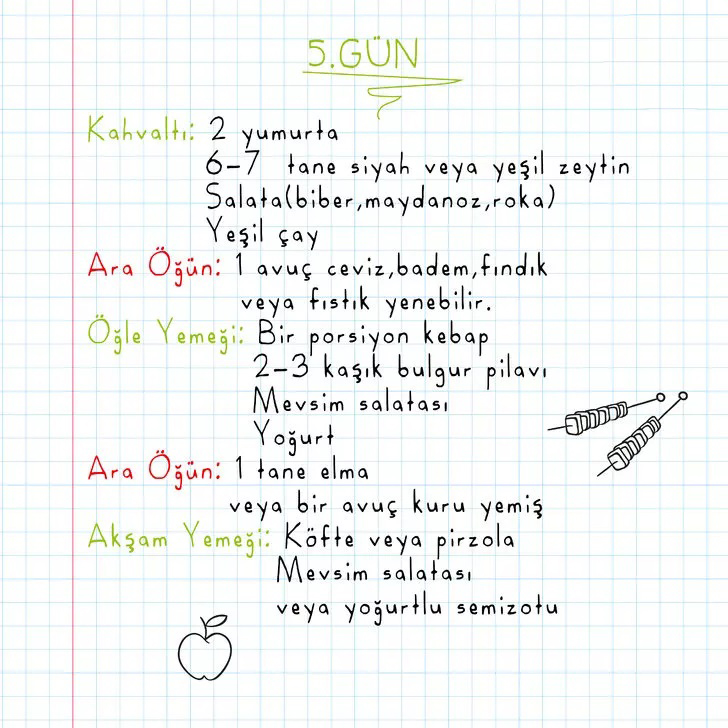 5.GÜN
Kahvaltı: 2 yumurta
6-7 tane siyah veya yeşil zeytin
Salata(biber,maydanoz,roka)
Yeşil çay
Ara Öğün: 1 avuç ceviz,badem,fındık
veya fıstık yenebilir.
Öğle Yemeği: Bir porsiyon kebap
2-3 kaşık bulgur pilavı
Mevsim salatası
Yoğurt
Ara Öğün: 1 tane elma
veya bir avuç kuru yemiş
Akşam Yemeği: Köfte veya pirzola
Mevsim salatası
veya yoğurtlu semizotu